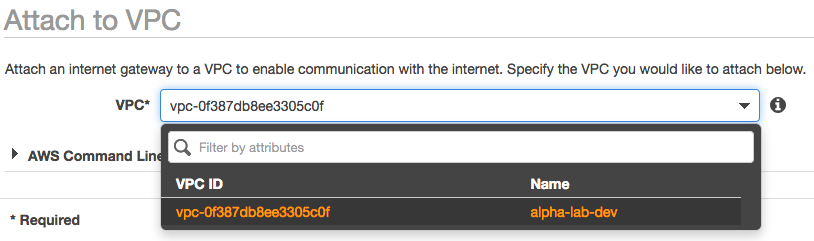 Attach to VPC
Attach an internet gateway to a VPC to enable communication with the internet. Specify the VPC you would like to attach below.
VPC* vpc-0f387db8ee3305c0f
Filter by attributes
AWS Command Line
VPC ID Name
vpc-0f387db8ee3305c0f alpha-lab-dev
* Required